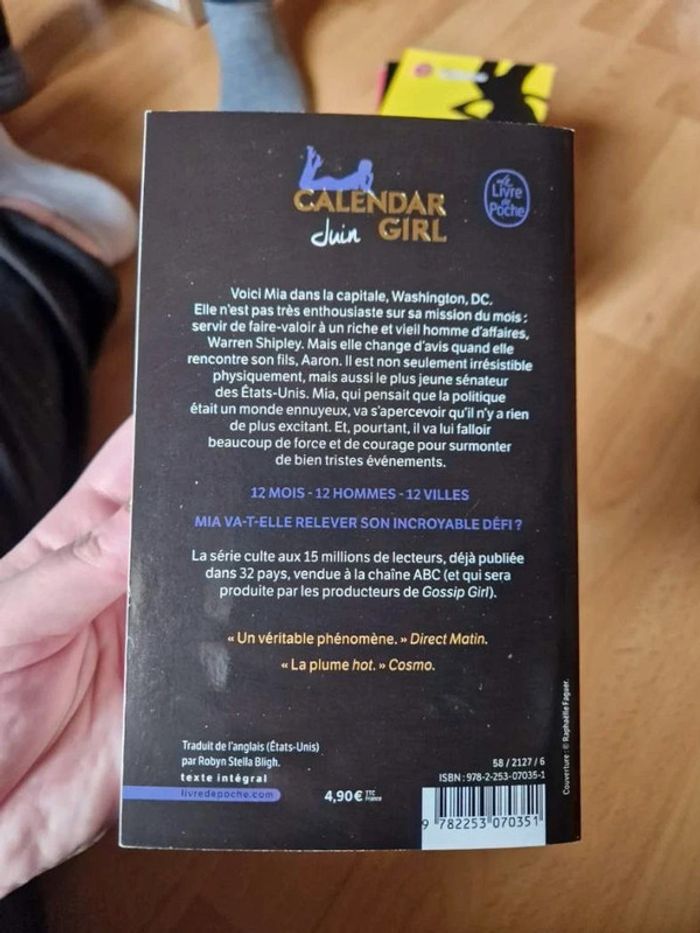 CALENDAR
Juin GIRL
Le
Livre
de
Poche
Voici Mia dans la capitale, Washington, DC.
Elle n'est pas très enthousiaste sur sa mission du mois :
servir de faire-valoir à un riche et vieil homme d'affaires,
Warren Shipley. Mais elle change d'avis quand elle
rencontre son fils, Aaron. Il est non seulement irrésistible
physiquement, mais aussi le plus jeune sénateur
des États-Unis. Mia, qui pensait que la politique
était un monde ennuyeux, va s'apercevoir qu'il n'y a rien
de plus excitant. Et, pourtant, il va lui falloir
beaucoup de force et de courage pour surmonter
de bien tristes événements.
12 MOIS - 12 HOMMES - 12 VILLES
MIA VA-T-ELLE RELEVER SON INCROYABLE DÉFI ?
La série culte aux 15 millions de lecteurs, déjà publiée
dans 32 pays, vendue à la chaîne ABC (et qui sera
produite par les producteurs de Gossip Girl).
« Un véritable phénomène. » Direct Matin.
« La plume hot. » Cosmo.
Traduit de l'anglais (États-Unis)
par Robyn Stella Bligh.
texte intégral
livredepoche.com
4,90 € TTC
France
58 / 2127 / 6
ISBN : 978-2-253-07035-1
9 782253 070351
Couverture : © Raphaëlle Faguer.